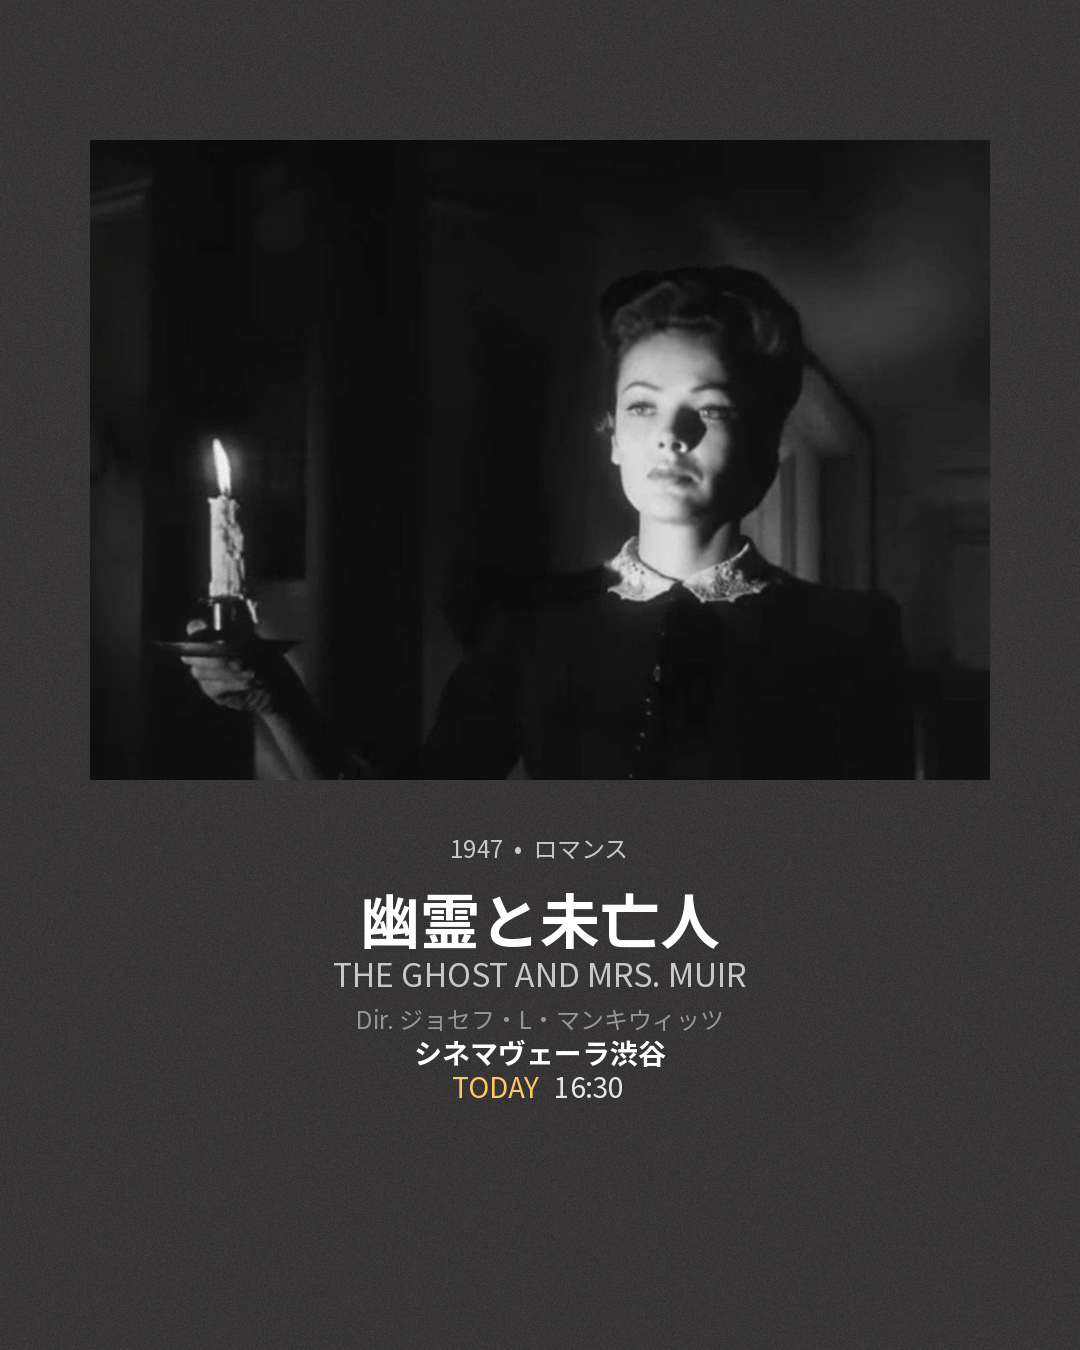 1947 • ロマンス
幽霊と未亡人
THE GHOST AND MRS. MUIR
Dir. ジョセフ・L・マンキウィッツ
シネマヴェーラ渋谷
TODAY 16:30